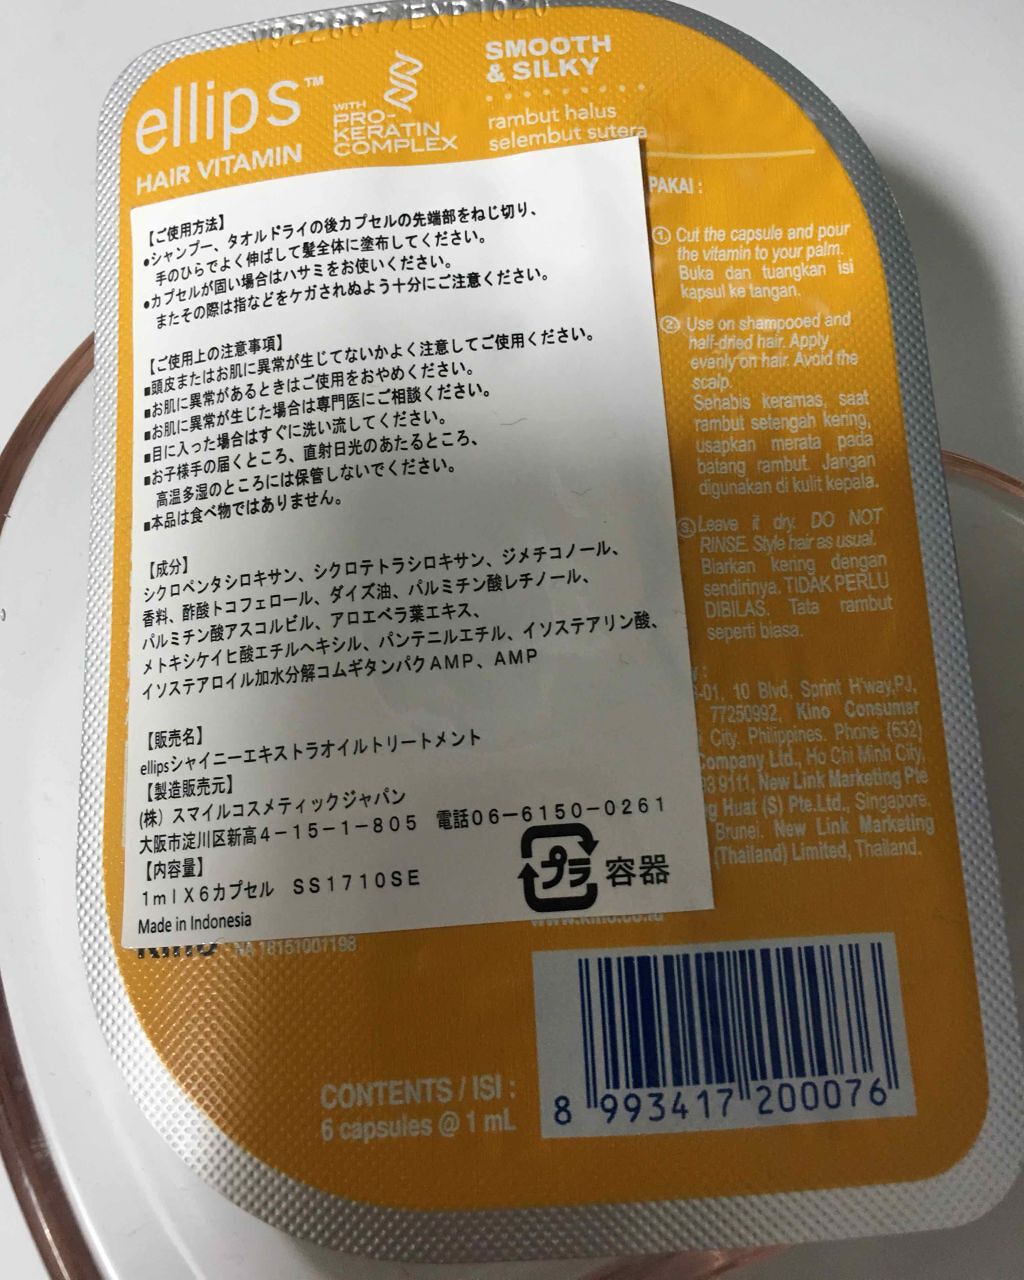 EXP1020
ellips™
HAIR VITAMIN
WITH
PRO-
KERATIN
COMPLEX
SMOOTH
& SILKY
rambut halus
selembut sutera
【ご使用方法】
●シャンプー、タオルドライの後カプセルの先端部をねじ切り、
手のひらでよく伸ばして髪全体に塗布してください。
●カプセルが固い場合はハサミをお使いください。
またその際は指などをケガされぬよう十分にご注意ください。
【ご使用上の注意事項】
■頭皮またはお肌に異常が生じてないかよく注意してご使用ください。
■お肌に異常があるときはご使用をおやめください。
■お肌に異常が生じた場合は専門医にご相談ください。
■目に入った場合はすぐに洗い流してください。
■お子様手の届くところ、直射日光のあたるところ、
高温多湿のところには保管しないでください。
■本品は食べ物ではありません。
【成分】
シクロペンタシロキサン、シクロテトラシロキサン、ジメチコノール、
香料、酢酸トコフェロール、ダイズ油、パルミチン酸レチノール、
パルミチン酸アスコルビル、アロエベラ葉エキス、
メトキシケイヒ酸エチルヘキシル、パンテニルエチル、イソステアリン酸、
イソステアロイル加水分解コムギタンパクAMP、AMP
【販売名】
ellipsシャイニーエキストラオイルトリートメント
【製造販売元】
(株）スマイルコスメティックジャパン
大阪市淀川区新高4－15－1－805 電話06－6150－0261
【内容量】
1mlX6カプセル SS1710SE
Made in Indonesia
プラ 容器
PAKAI :
① Cut the capsule and pour
the vitamin to your palm.
Buka dan tuangkan isi
kapsul ke tangan.
② Use on shampooed and
half-dried hair. Apply
evenly on hair. Avoid the
scalp.
Sehabis keramas, saat
rambut setengah kering,
usapkan merata pada
batang rambut. Jangan
digunakan di kulit kepala.
③ Leave it dry. DO NOT
RINSE. Style hair as usual.
Biarkan kering dengan
sendirinya. TIDAK PERLU
DIBILAS. Tata rambut
seperti biasa.
-01, 10 Blvd, Sprint H'way,PJ,
77250992, Kino Consumer
City. Philippines. Phone (632)
Company Ltd., Ho Chi Minh City,
9111, New Link Marketing Pte
Huat (S) Pte.Ltd., Singapore,
Brunei. New Link Marketing
(Thailand) Limited, Thailand.
www.kino.co.id
Kino NA 18151001198
CONTENTS / ISI :
6 capsules @ 1 mL
8 993417 200076